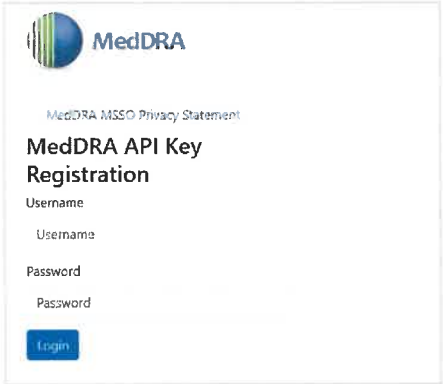 MedDRA
MedDRA MSSO Privacy Statement
MedDRA API Key
Registration
Username
Username
Password
Password
Login